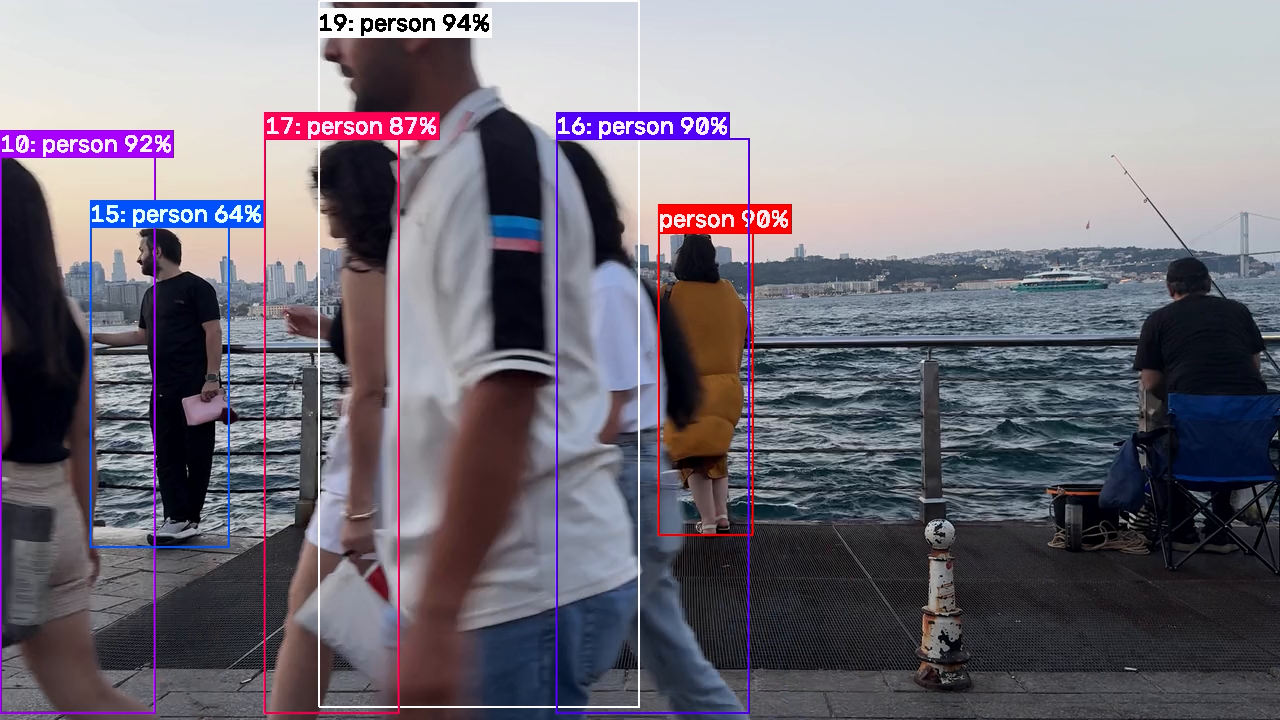 19: person 94%
17: person 87%
16: person 90%
10: person 92%
15: person 64%
person 90%